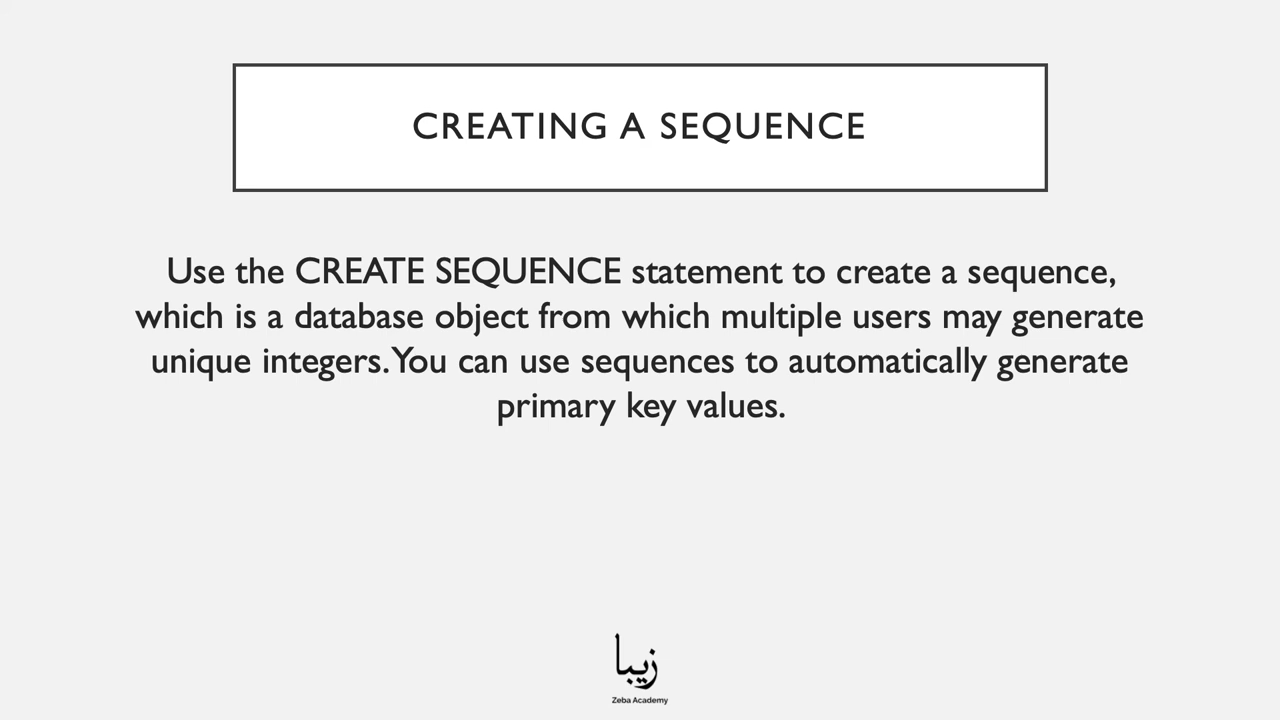 CREATING A SEQUENCE
Use the CREATE SEQUENCE statement to create a sequence,
which is a database object from which multiple users may generate
unique integers. You can use sequences to automatically generate
primary key values.
زیبا
Zeba Academy